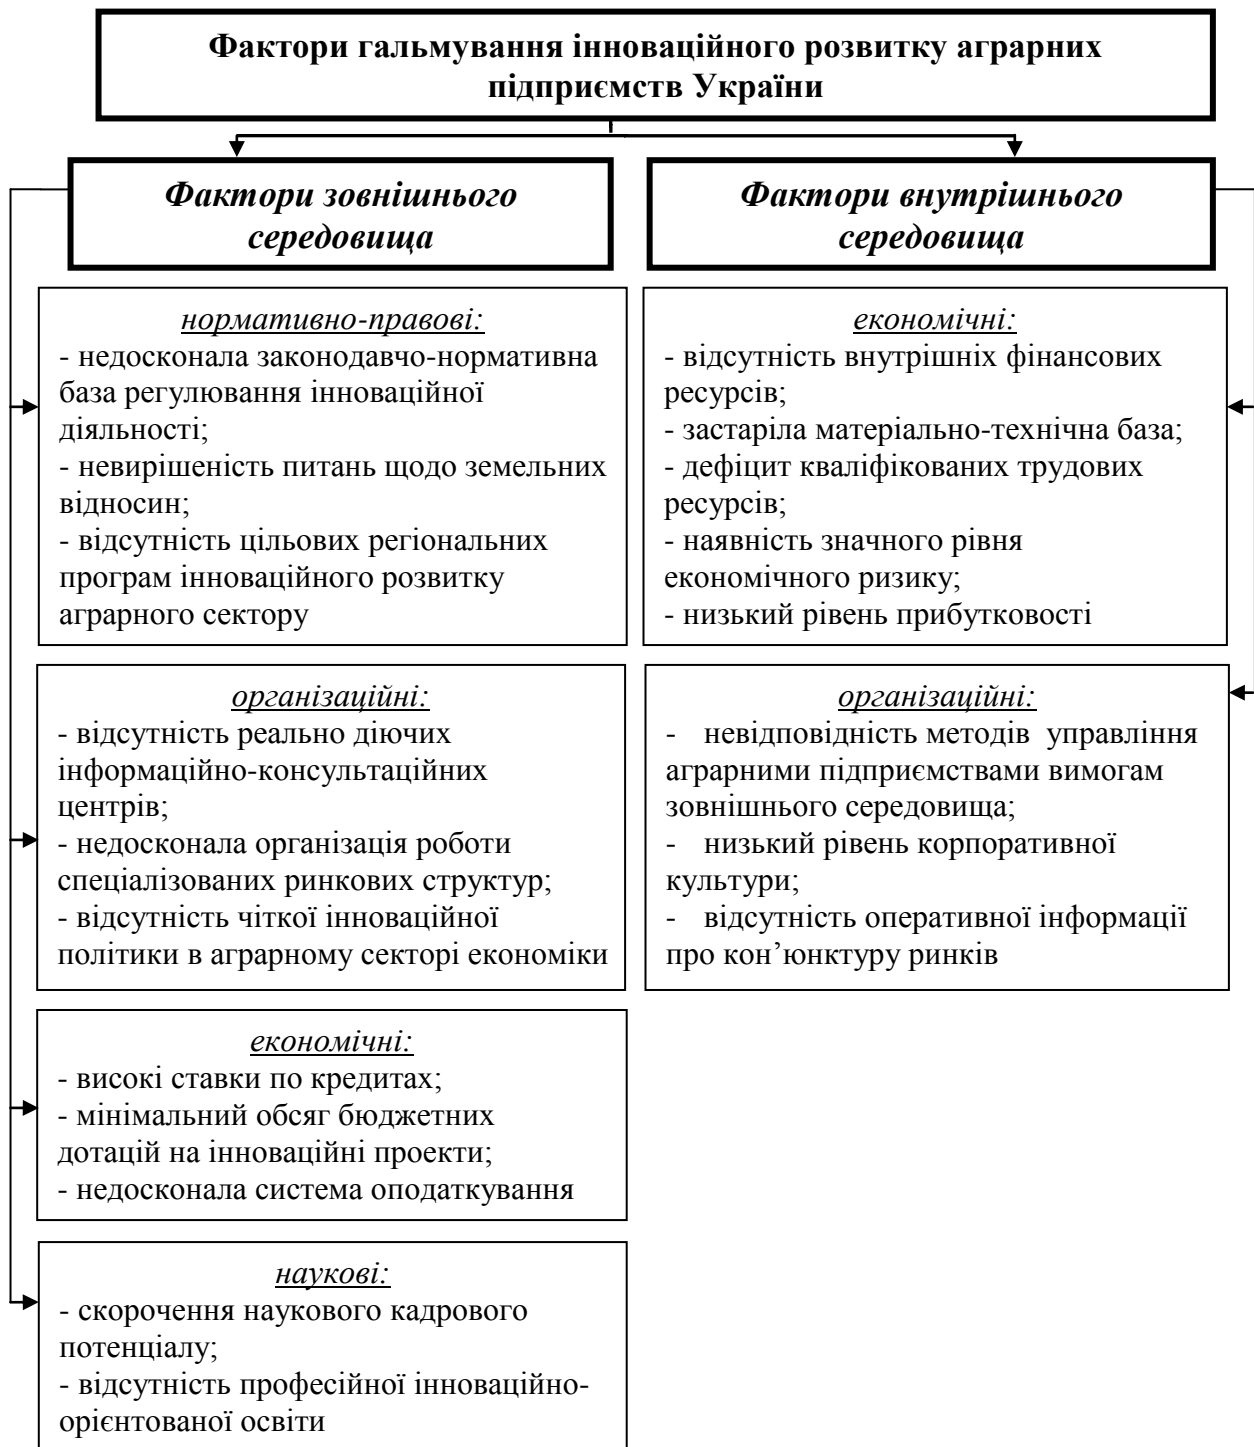 Фактори гальмування інноваційного розвитку аграрних
підприємств України
Фактори зовнішнього
середовища
нормативно-правові:
- недосконала законодавчо-нормативна
база регулювання інноваційної
діяльності;
- невирішеність питань щодо земельних
відносин;
- відсутність цільових регіональних
програм інноваційного розвитку
аграрного сектору
організаційні:
- відсутність реально діючих
інформаційно-консультаційних
центрів;
- недосконала організація роботи
спеціалізованих ринкових структур;
- відсутність чіткої інноваційної
політики в аграрному секторі економіки
економічні:
- високі ставки по кредитах;
- мінімальний обсяг бюджетних
дотацій на інноваційні проекти;
- недосконала система оподаткування
наукові:
- скорочення наукового кадрового
потенціалу;
- відсутність професійної інноваційно-
орієнтованої освіти
Фактори внутрішнього
середовища
економічні:
- відсутність внутрішніх фінансових
ресурсів;
- застаріла матеріально-технічна база;
- дефіцит кваліфікованих трудових
ресурсів;
- наявність значного рівня
економічного ризику;
- низький рівень прибутковості
організаційні:
- невідповідність методів управління
аграрними підприємствами вимогам
зовнішнього середовища;
- низький рівень корпоративної
культури;
- відсутність оперативної інформації
про кон’юнктуру ринків